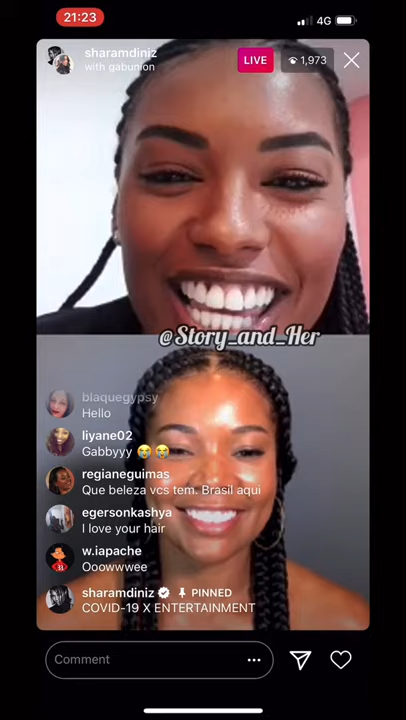 21:23
4G
sharamdiniz
with gabunion
LIVE
1,973
@Story_and_Her
blaquegypsy
Hello
liyane02
Gabbyyy 😭😭
regianeguimas
Que beleza vcs tem. Brasil aqui
egersonkashya
I love your hair
w.iapache
Ooowwwee
sharamdiniz PINNED
COVID-19 X ENTERTAINMENT
Comment